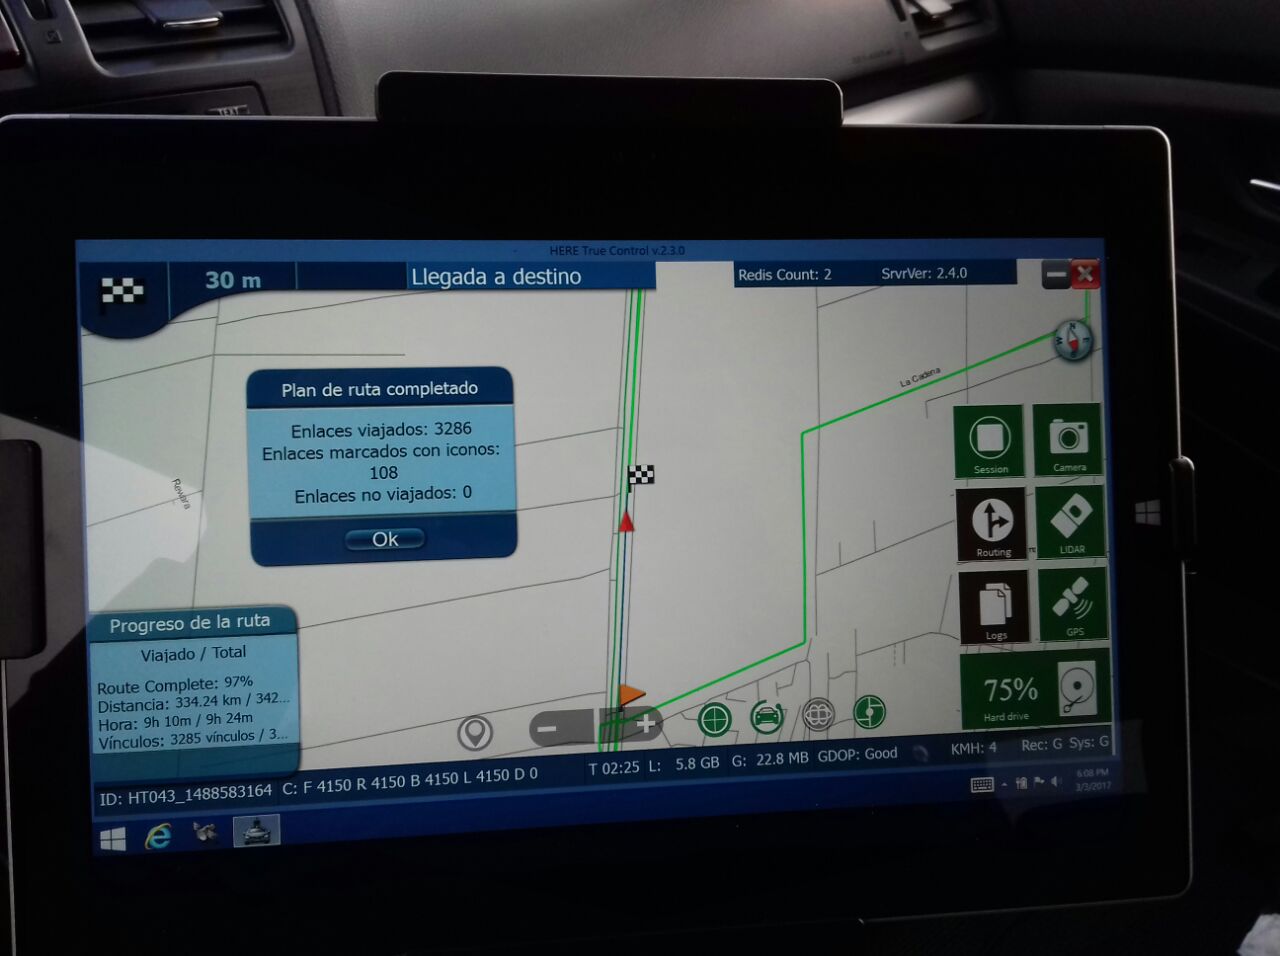 HERE True Control v.2.3.0
30 m
Llegada a destino
Redis Count: 2
SrvrVer: 2.4.0
La Cadena
Plan de ruta completado
Enlaces viajados: 3286
Enlaces marcados con iconos:
108
Enlaces no viajados: 0
Ok
Session
Camera
Routing
LIDAR
Logs
GPS
75%
Hard drive
Progreso de la ruta
Viajado / Total
Route Complete: 97%
Distancia: 334.24 km / 342...
Hora: 9h 10m / 9h 24m
Vínculos: 3285 vínculos / 3...
ID: HT043_1488583164 C: F 4150 R 4150 B 4150 L 4150 D 0
T 02:25 L: 5.8 GB G: 22.8 MB GDOP: Good
KMH: 4 Rec: G Sys: G
6:08 PM
3/3/2017